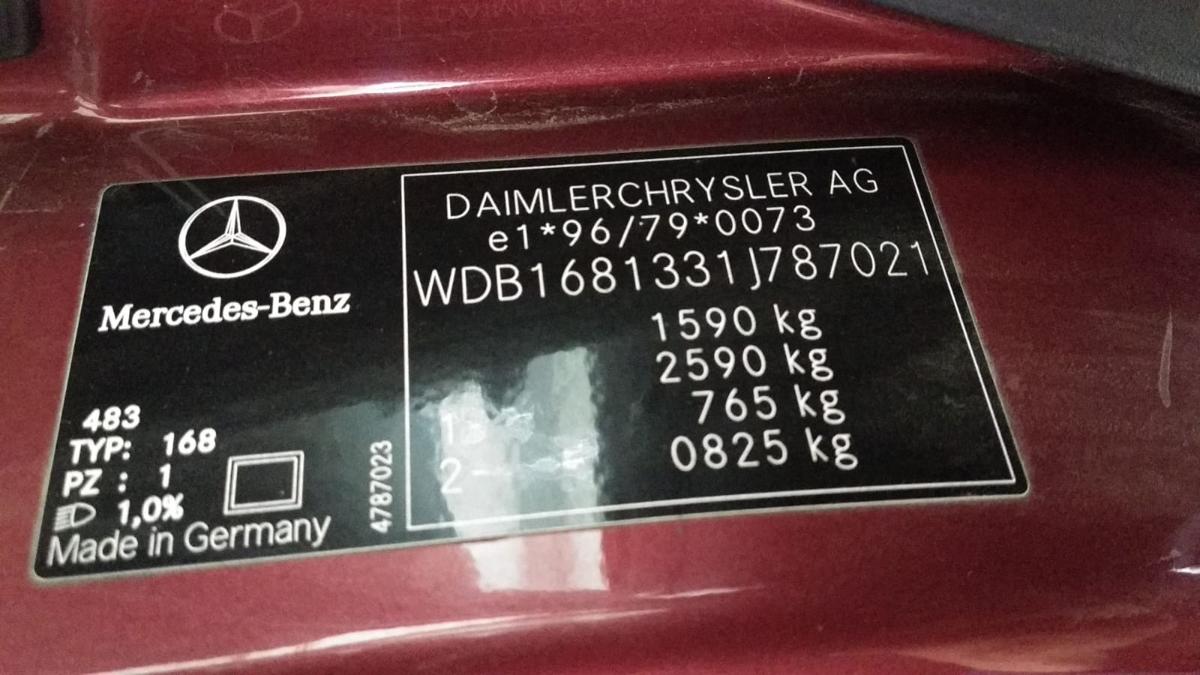 Mercedes-Benz
483
TYP: 168
PZ : 1
1,0%
Made in Germany
4787023
DAIMLERCHRYSLER AG
e1*96/79*0073
WDB1681331J787021
1590 kg
2590 kg
1- 765 kg
2- 0825 kg